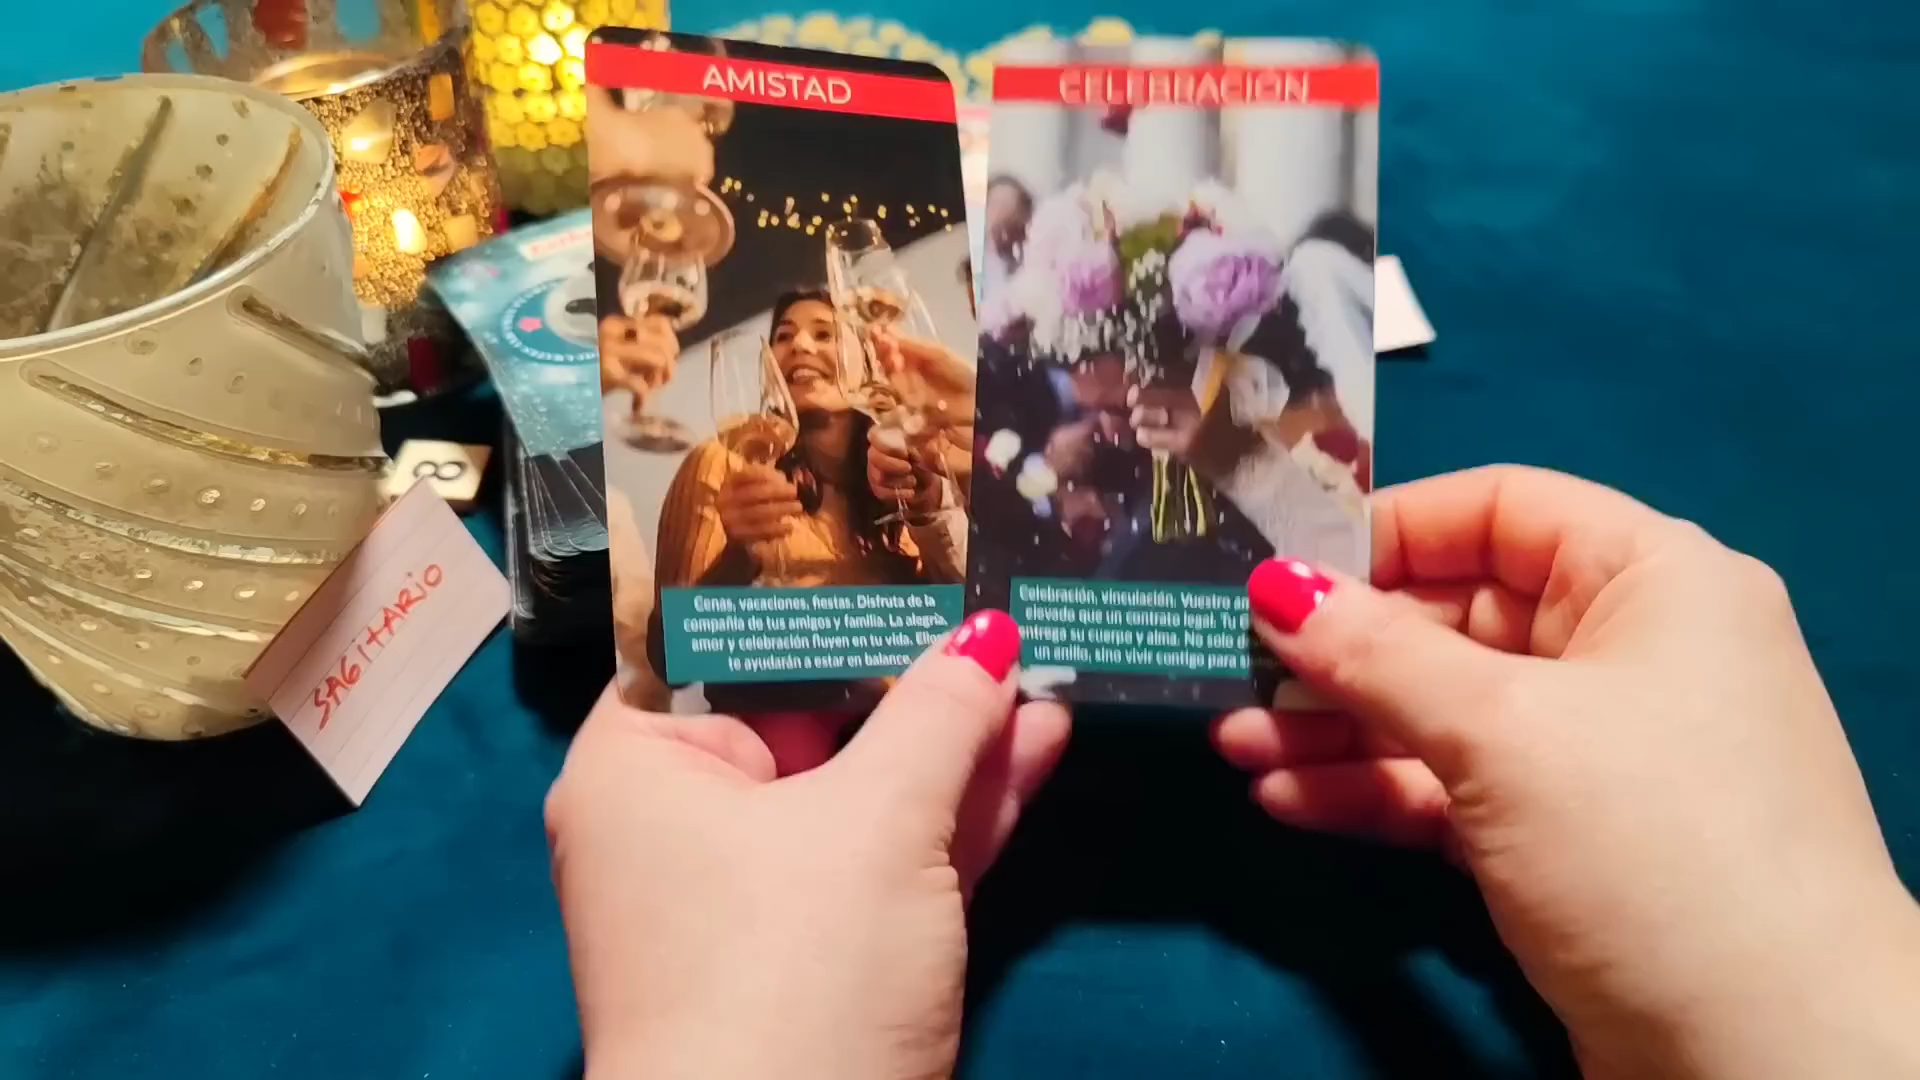 AMISTAD
CELEBRACIÓN
Cenas, vacaciones, fiestas. Disfruta de la
compañía de tus amigos y familia. La alegría,
amor y celebración fluyen en tu vida. Ellos
te ayudarán a estar en balance.
Celebración, vinculación. Vuestro
elevado que un contrato legal. Tu
entrega su cuerpo y alma. No solo
un anillo, sino vivir contigo para
SAGITARIO
∞